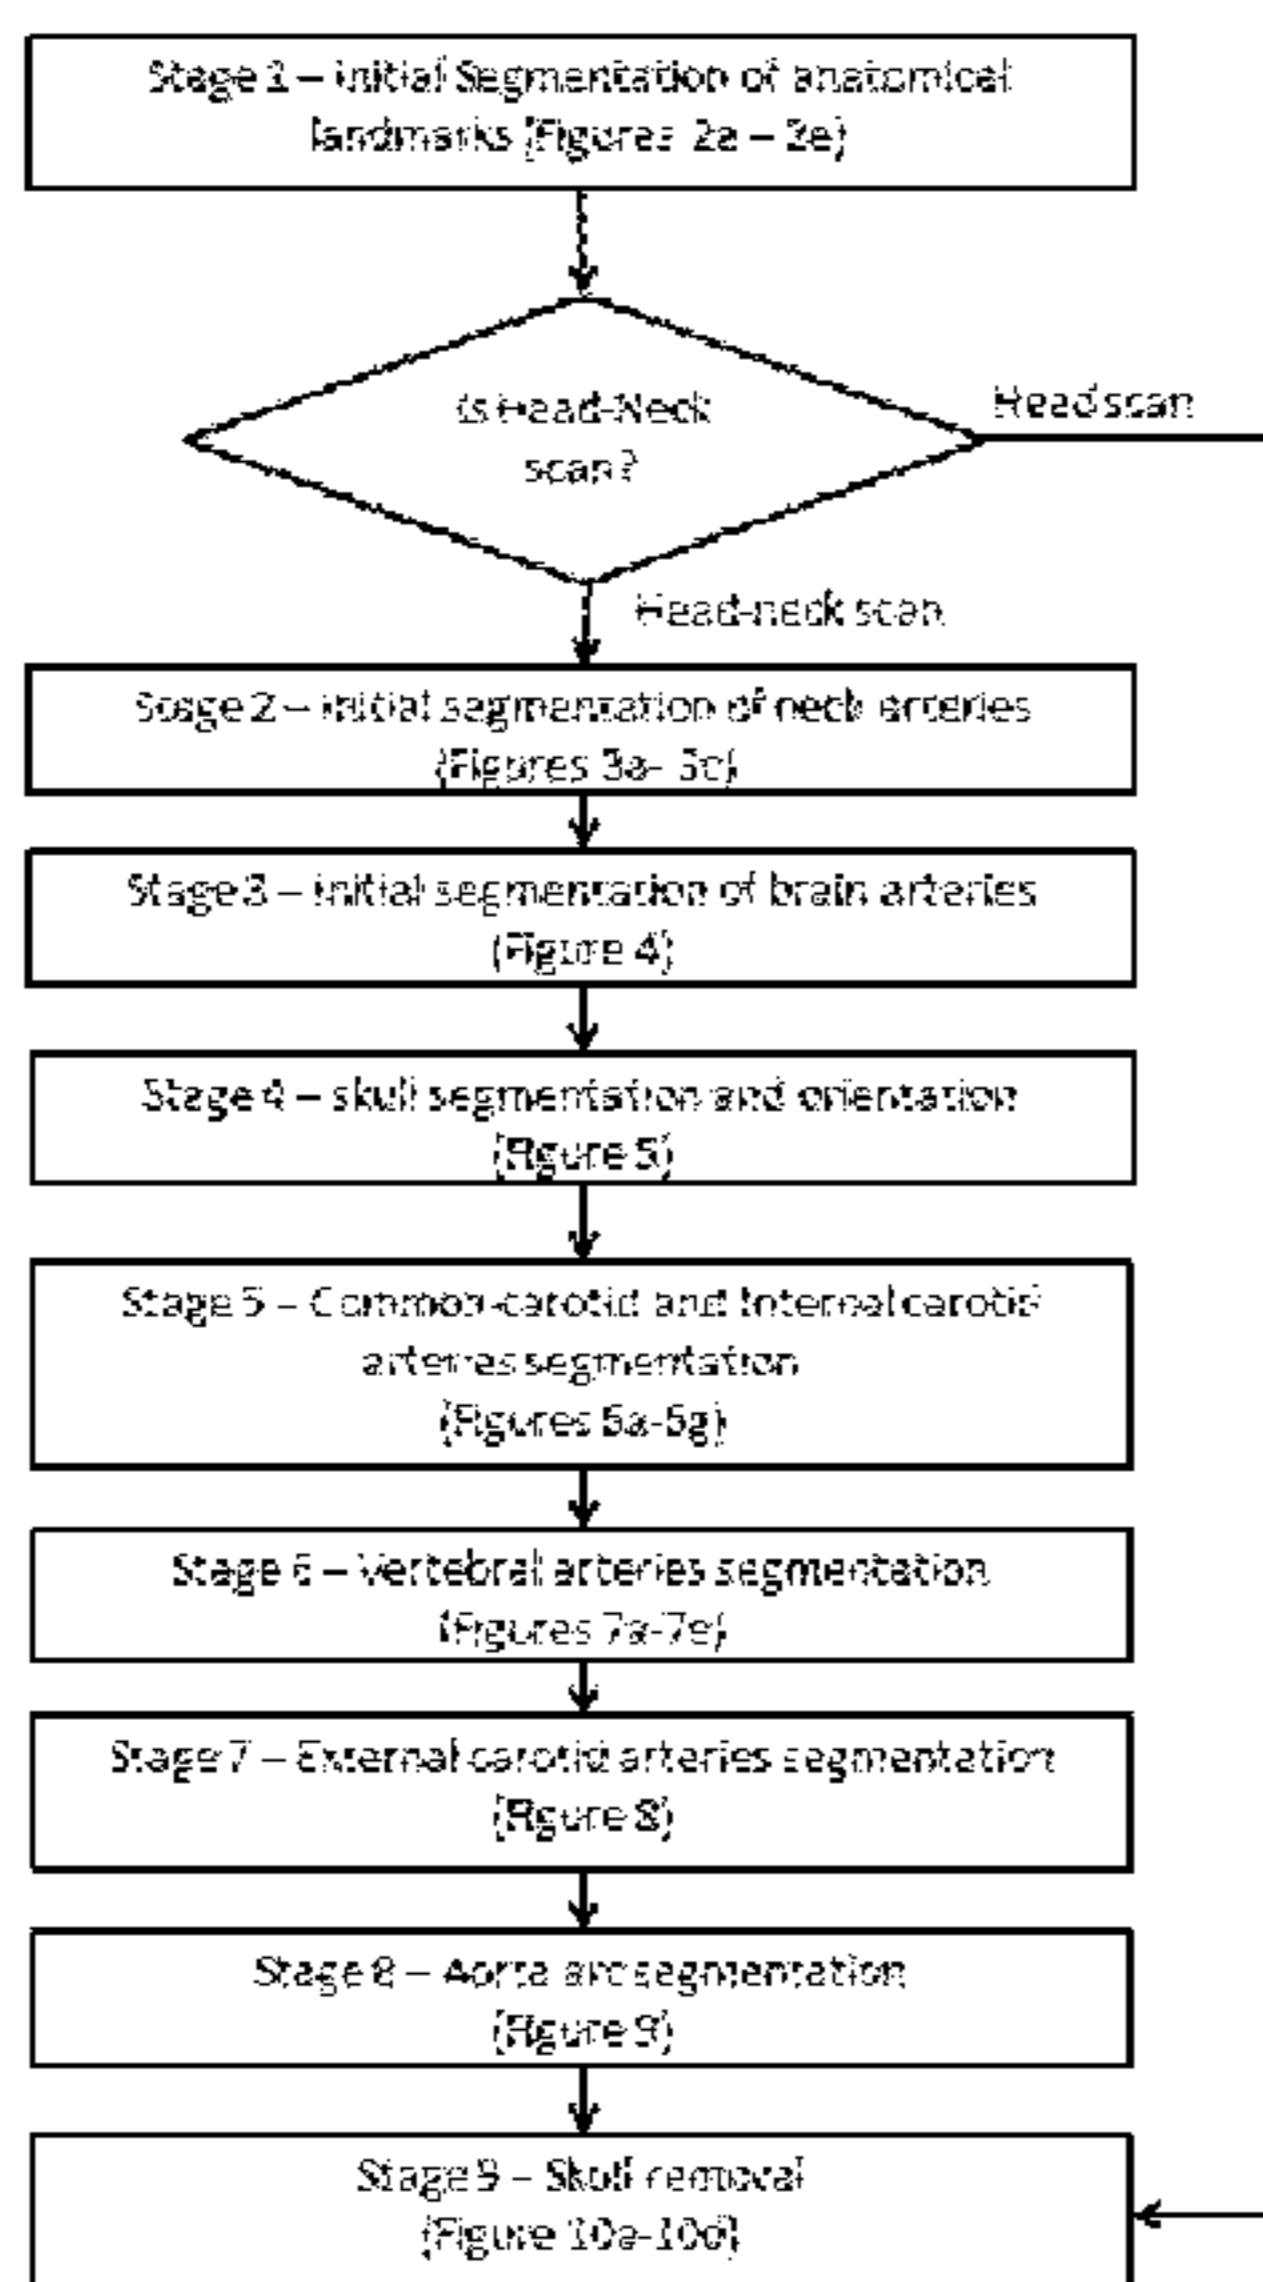 Stage 1 – Initial Segmentation of anatomical
landmarks (Figures 2a – 2e)
Is Head-Neck
scan?
Head scan
Head-neck scan
Stage 2 – initial segmentation of neck arteries
(Figures 3a- 3c)
Stage 3 – initial segmentation of brain arteries
(Figure 4)
Stage 4 – skull segmentation and orientation
(Figure 5)
Stage 5 – Common-carotid and Internal carotid
arteries segmentation
(Figures 6a-6g)
Stage 6 – Vertebral arteries segmentation
(Figures 7a-7e)
Stage 7 – External carotid arteries segmentation
(Figure 8)
Stage 8 – Aorta arc segmentation
(Figure 9)
Stage 9 – Skull removal
(Figure 10a-10d)